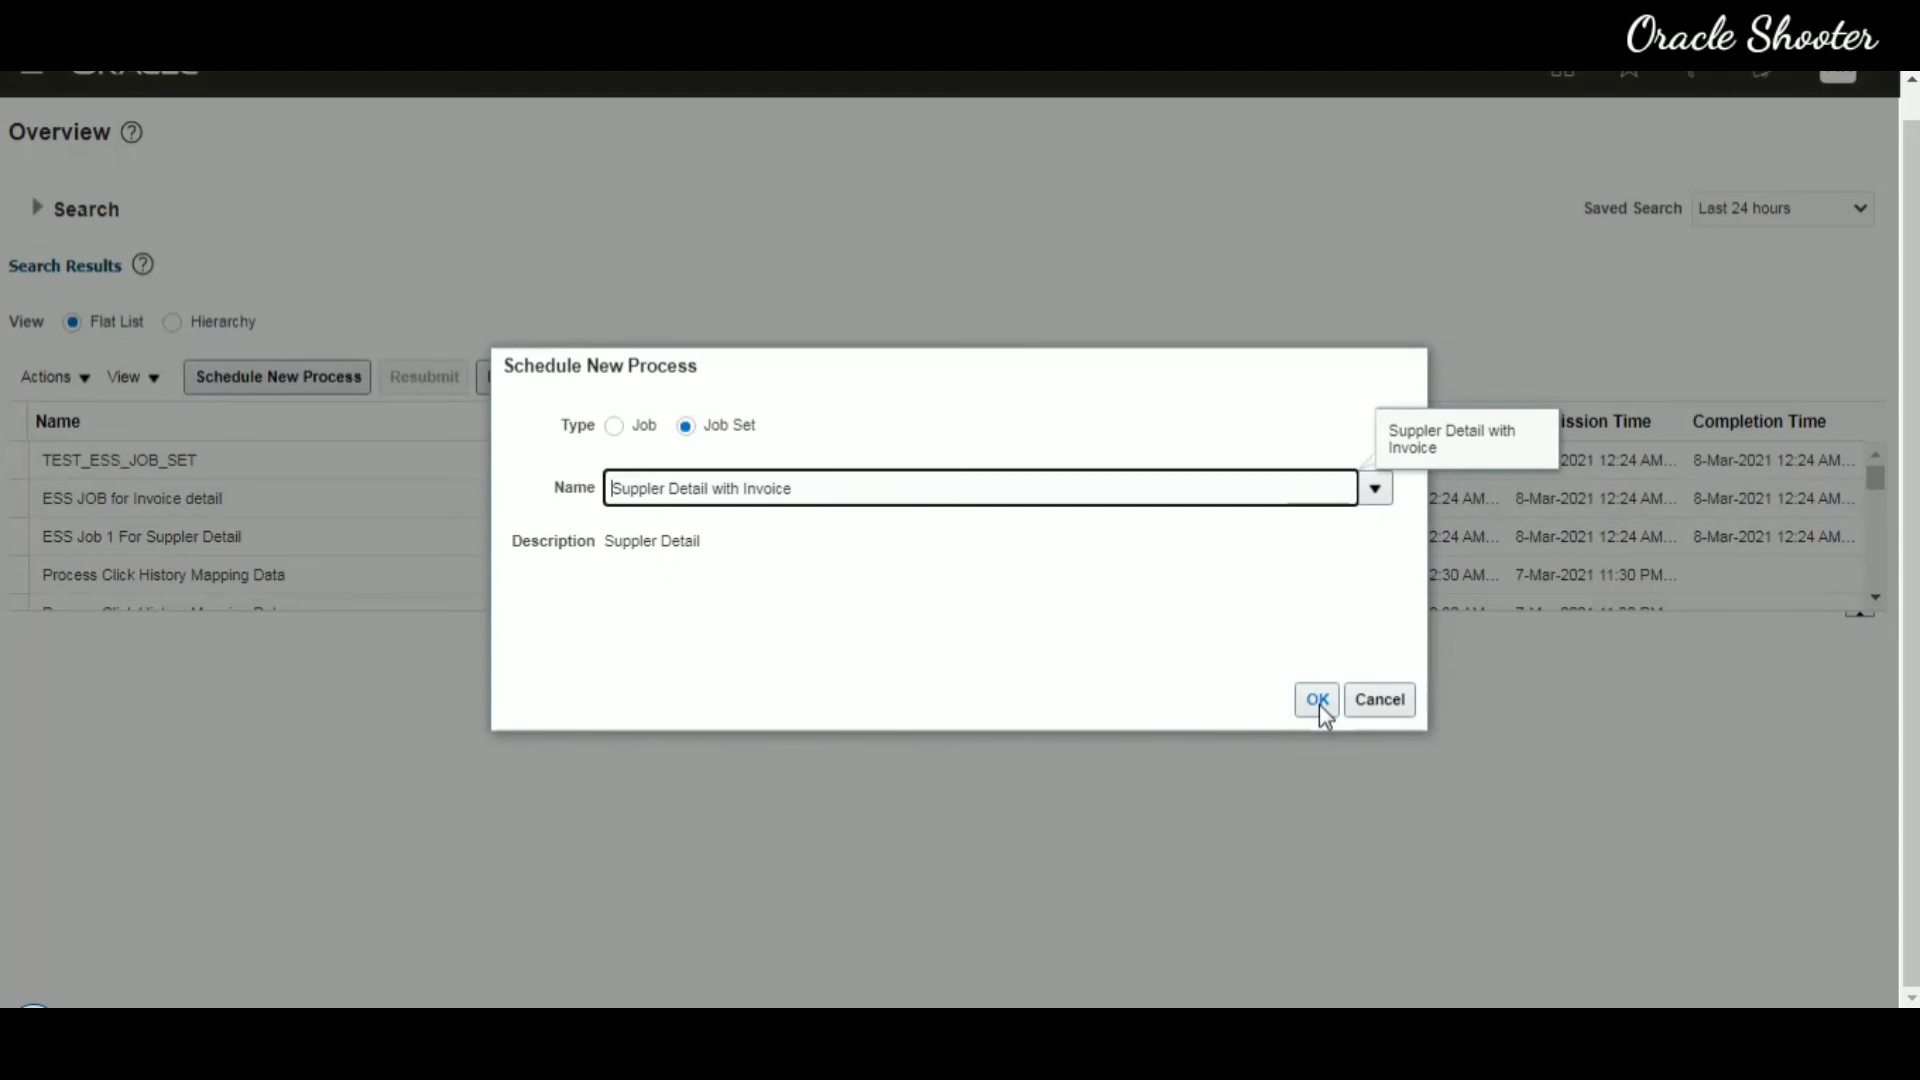 Oracle Shooter
Overview
Search
Saved Search Last 24 hours
Search Results
View Flat List Hierarchy
Actions View Schedule New Process Resubmit
Name
ission Time Completion Time
TEST_ESS_JOB_SET
2021 12:24 AM... 8-Mar-2021 12:24 AM...
ESS JOB for Invoice detail
2:24 AM... 8-Mar-2021 12:24 AM... 8-Mar-2021 12:24 AM...
ESS Job 1 For Suppler Detail
2:24 AM... 8-Mar-2021 12:24 AM... 8-Mar-2021 12:24 AM...
Process Click History Mapping Data
2:30 AM... 7-Mar-2021 11:30 PM...
Schedule New Process
Type Job Job Set
Name Suppler Detail with Invoice
Description Suppler Detail
OK Cancel
Suppler Detail with
Invoice